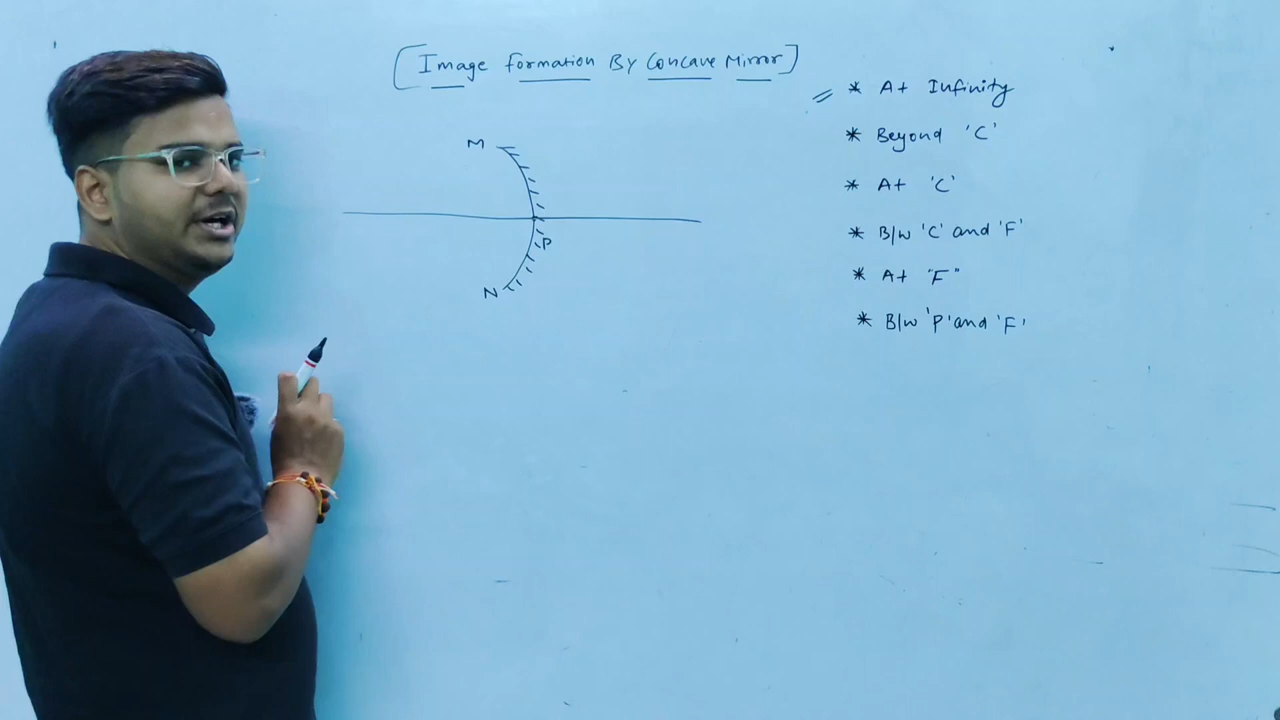 [Image formation By Concave Mirror]
* At Infinity
* Beyond 'C'
* At 'C'
* B/w 'C' and 'F'
* At 'F"
* B/w 'P' and 'F'
M
P
N